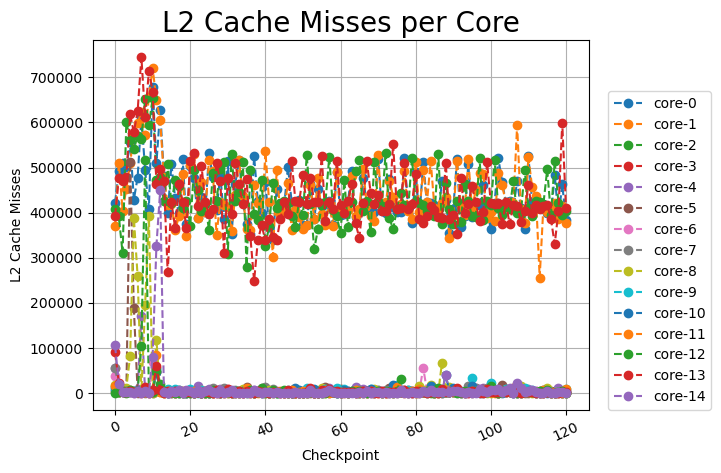 L2 Cache Misses per Core
L2 Cache Misses
700000
600000
500000
400000
300000
200000
100000
0
0
20
40
60
80
100
120
Checkpoint
core-0
core-1
core-2
core-3
core-4
core-5
core-6
core-7
core-8
core-9
core-10
core-11
core-12
core-13
core-14